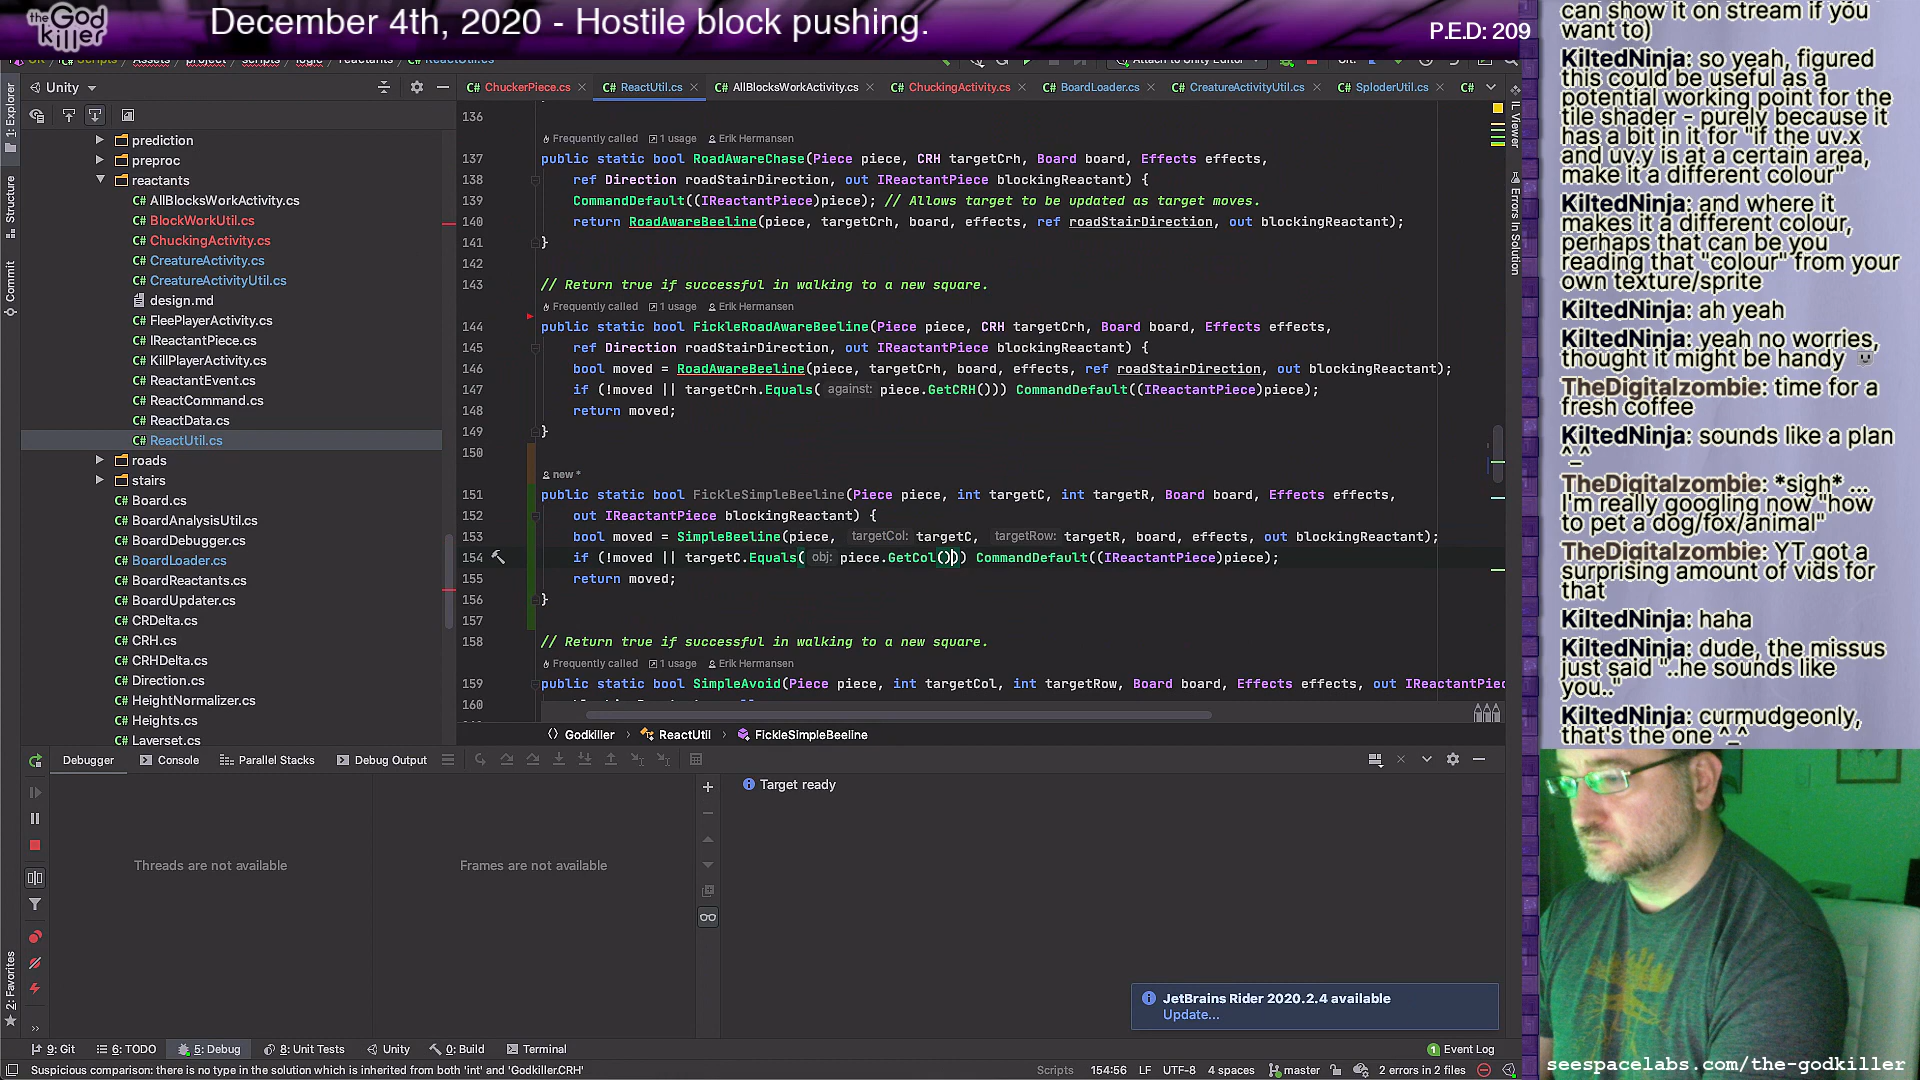 the God killer
December 4th, 2020 - Hostile block pushing.
P.E.D: 209
Unity
ChuckerPiece.cs
ReactUtil.cs
AllBlocksWorkActivity.cs
ChuckingActivity.cs
BoardLoader.cs
CreatureActivityUtil.cs
SploderUtil.cs
1: Explorer
Structure
Commit
2: Favorites
prediction
preproc
reactants
AllBlocksWorkActivity.cs
BlockWorkUtil.cs
ChuckingActivity.cs
CreatureActivity.cs
CreatureActivityUtil.cs
design.md
FleePlayerActivity.cs
IReactantPiece.cs
KillPlayerActivity.cs
ReactantEvent.cs
ReactCommand.cs
ReactData.cs
ReactUtil.cs
roads
stairs
Board.cs
BoardAnalysisUtil.cs
BoardDebugger.cs
BoardLoader.cs
BoardReactants.cs
BoardUpdater.cs
CRDelta.cs
CRH.cs
CRHDelta.cs
Direction.cs
HeightNormalizer.cs
Heights.cs
Layerset.cs
136
Frequently called 1 usage Erik Hermansen
137 public static bool RoadAwareChase(Piece piece, CRH targetCrh, Board board, Effects effects,
138 ref Direction roadStairDirection, out IReactantPiece blockingReactant) {
139 CommandDefault((IReactantPiece)piece); // Allows target to be updated as target moves.
140 return RoadAwareBeeline(piece, targetCrh, board, effects, ref roadStairDirection, out blockingReactant);
141 }
142
143 // Return true if successful in walking to a new square.
Frequently called 1 usage Erik Hermansen
144 public static bool FickleRoadAwareBeeline(Piece piece, CRH targetCrh, Board board, Effects effects,
145 ref Direction roadStairDirection, out IReactantPiece blockingReactant) {
146 bool moved = RoadAwareBeeline(piece, targetCrh, board, effects, ref roadStairDirection, out blockingReactant);
147 if (!moved || targetCrh.Equals( against: piece.GetCRH())) CommandDefault((IReactantPiece)piece);
148 return moved;
149 }
150
new *
151 public static bool FickleSimpleBeeline(Piece piece, int targetC, int targetR, Board board, Effects effects,
152 out IReactantPiece blockingReactant) {
153 bool moved = SimpleBeeline(piece, targetCol: targetC, targetRow: targetR, board, effects, out blockingReactant);
154 if (!moved || targetC.Equals( obj: piece.GetCol())) CommandDefault((IReactantPiece)piece);
155 return moved;
156 }
157
158 // Return true if successful in walking to a new square.
Frequently called 1 usage Erik Hermansen
159 public static bool SimpleAvoid(Piece piece, int targetCol, int targetRow, Board board, Effects effects, out IReactantPiec
160
IL Viewer
Errors In Solution
Godkiller
ReactUtil
FickleSimpleBeeline
Debugger
Console
Parallel Stacks
Debug Output
Threads are not available
Frames are not available
Target ready
JetBrains Rider 2020.2.4 available
Update...
9: Git
6: TODO
5: Debug
8: Unit Tests
Unity
0: Build
Terminal
1 Event Log
Suspicious comparison: there is no type in the solution which is inherited from both 'int' and 'Godkiller.CRH'
Scripts 154:56 LF UTF-8 4 spaces master 2 errors in 2 files
can show it on stream if you
want to)
KiltedNinja: so yeah, figured
this could be useful as a
potential working point for the
tile shader - purely because it
has a bit in it for "if the uv.x
and uv.y is at a certain area,
make it a different colour"
KiltedNinja: and where it
makes it a different colour,
perhaps that can be you
reading that "colour" from your
own texture/sprite
KiltedNinja: ah yeah
KiltedNinja: yeah no worries,
thought it might be handy
TheDigitalzombie: time for a
fresh coffee
KiltedNinja: sounds like a plan
^_^
TheDigitalzombie: *sigh* ...
I'm really googling now "how
to pet a dog/fox/animal"
TheDigitalzombie: YT got a
surprising amount of vids for
that
KiltedNinja: haha
KiltedNinja: dude, the missus
just said "..he sounds like
you.."
KiltedNinja: curmudgeonly,
that's the one ^_^
seespacelabs.com/the-godkiller